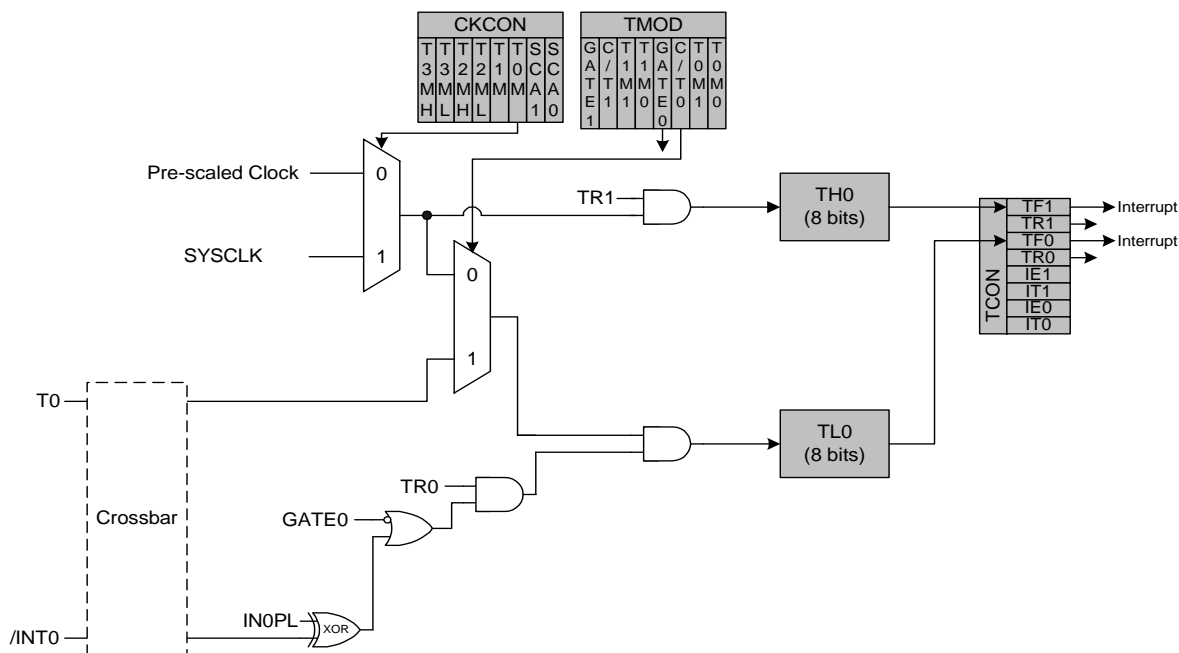 CKCON
T3MH
T3ML
T2MH
T2ML
T1M
T0M
SCA1
SCA0
TMOD
GATE1
C/T1
T1M1
T1M0
GATE0
C/T0
T0M1
T0M0
Pre-scaled Clock
0
SYSCLK
1
TR1
TH0
(8 bits)
TCON
TF1
TR1
TF0
TR0
IE1
IT1
IE0
IT0
Interrupt
Interrupt
0
1
T0
Crossbar
TL0
(8 bits)
TR0
GATE0
IN0PL
XOR
/INT0